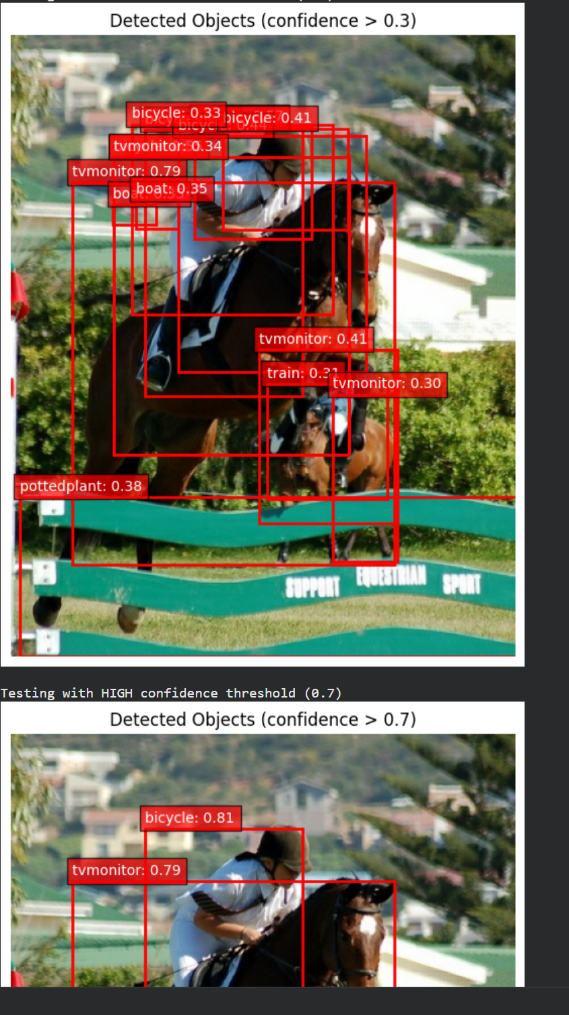 Detected Objects (confidence > 0.3)
bicycle: 0.33
bicycle: 0.41
tvmonitor: 0.34
tvmonitor: 0.79
boat: 0.35
tvmonitor: 0.41
train: 0.31
tvmonitor: 0.30
pottedplant: 0.38
SUPPORT EQUESTRIAN SPORT
Testing with HIGH confidence threshold (0.7)
Detected Objects (confidence > 0.7)
bicycle: 0.81
tvmonitor: 0.79